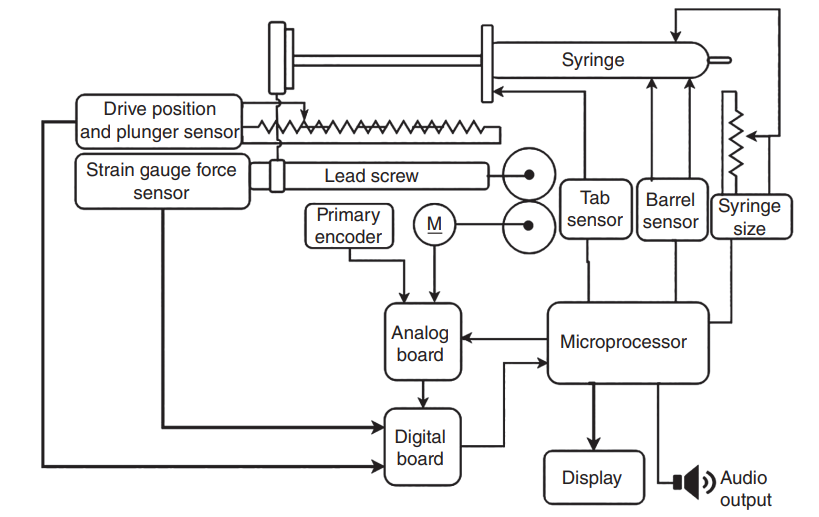 Syringe
Drive position
and plunger sensor
Strain gauge force
sensor
Lead screw
Primary
encoder
M
Tab
sensor
Barrel
sensor
Syringe
size
Analog
board
Microprocessor
Digital
board
Display
Audio
output